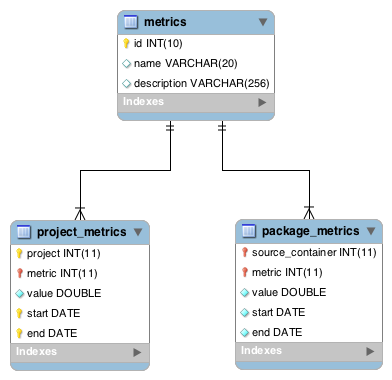 metrics
id INT(10)
name VARCHAR(20)
description VARCHAR(256)
Indexes
project_metrics
project INT(11)
metric INT(11)
value DOUBLE
start DATE
end DATE
Indexes
package_metrics
source_container INT(11)
metric INT(11)
value DOUBLE
start DATE
end DATE
Indexes